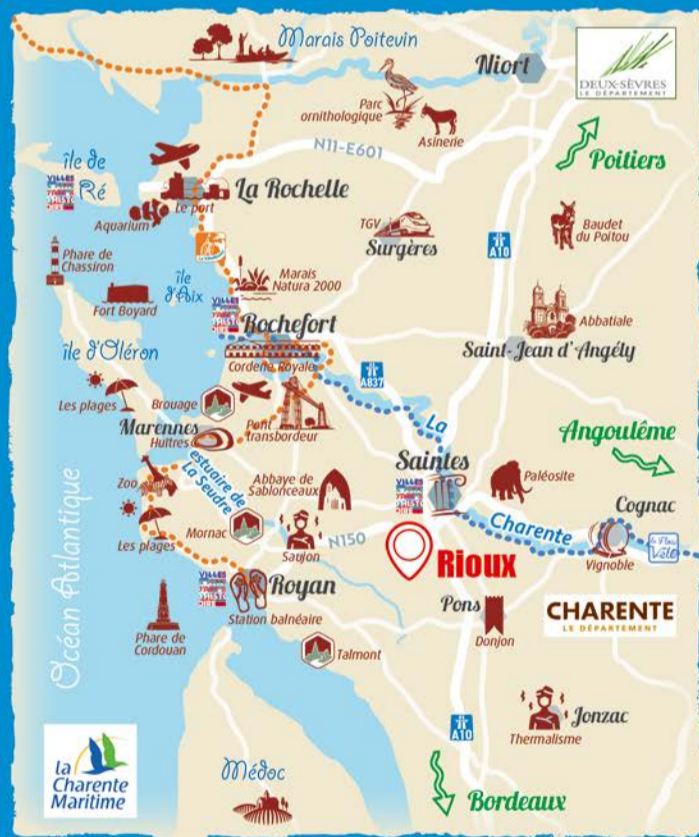 Marais Poitevin
Niort
DEUX-SÈVRES
LE DÉPARTEMENT
Parc
ornithologique
Asinerie
N11-E601
Poitiers
île de
Ré
La Rochelle
Le port
Aquarium
TGV
Surgères
A10
Baudet
du Poitou
Phare de
Chassiron
Fort Boyard
île
d'Aix
Marais
Natura 2000
Abbatiale
Saint-Jean d'Angély
Rochefort
Corderie Royale
île d'Oléron
A837
Les plages
Brouage
Marennes
Huîtres
Pont
transbordeur
La
Angoulême
Saintes
Paléosite
Zoo
estuaire de
La Seudre
Abbaye de
Sablonceaux
Cognac
Charente
Vignoble
Les plages
Mornac
Saujon
N150
Rioux
Océan Atlantique
Royan
Station balnéaire
Pons
Donjon
CHARENTE
LE DÉPARTEMENT
Phare de
Cordouan
Talmont
Jonzac
Thermalisme
A10
La
Charente
Maritime
Médoc
Bordeaux